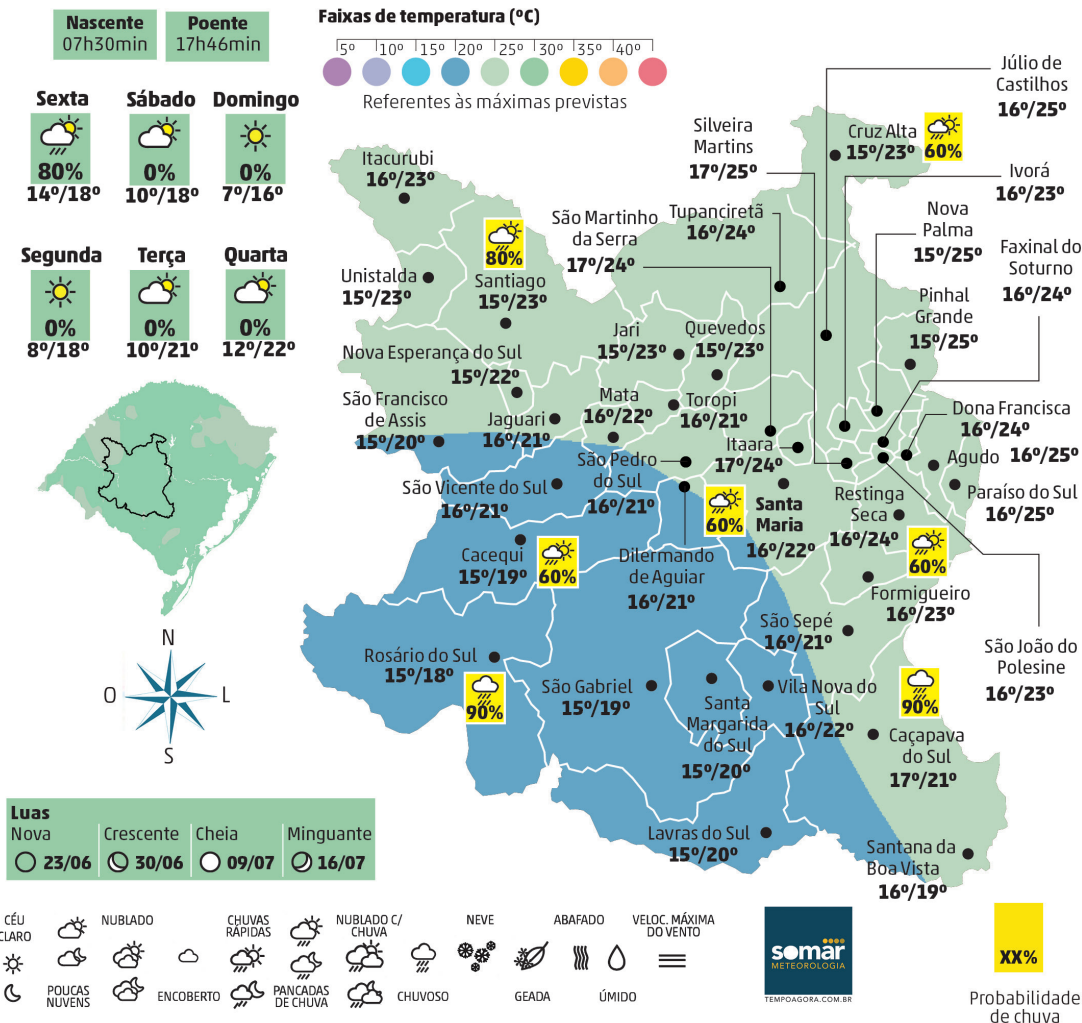 Nascente
07h30min
Poente
17h46min
Faixas de temperatura (ºC)
5º 10º 15º 20º 25º 30º 35º 40º
Referentes às máximas previstas
Sexta
80%
14º/18º
Sábado
0%
10º/18º
Domingo
0%
7º/16º
Segunda
0%
8º/18º
Terça
0%
10º/21º
Quarta
0%
12º/22º
Júlio de
Castilhos
16º/25º
Silveira
Martins
17º/25º
Cruz Alta
15º/23º
60%
Itacurubi
16º/23º
Ivorá
16º/23º
São Martinho
da Serra
17º/24º
Tupanciretã
16º/24º
Nova
Palma
15º/25º
Faxinal do
Soturno
16º/24º
80%
Santiago
15º/23º
Unistalda
15º/23º
Pinhal
Grande
15º/25º
Jari
15º/23º
Quevedos
15º/23º
Nova Esperança do Sul
15º/22º
São Francisco
de Assis
15º/20º
Jaguari
16º/21º
Mata
16º/22º
Toropi
16º/21º
Dona Francisca
16º/24º
Itaara
17º/24º
Agudo 16º/25º
São Pedro
do Sul
16º/21º
São Vicente do Sul
16º/21º
60%
Santa
Maria
16º/22º
Restinga
Seca
16º/24º
Paraíso do Sul
16º/25º
60%
Cacequi
15º/19º
60%
Dilermando
de Aguiar
16º/21º
Formigueiro
16º/23º
São Sepé
16º/21º
São João do
Polesine
16º/23º
Rosário do Sul
15º/18º
90%
São Gabriel
15º/19º
Santa
Margarida
do Sul
15º/20º
Vila Nova do
Sul
16º/22º
90%
Caçapava
do Sul
17º/21º
Lavras do Sul
15º/20º
Santana da
Boa Vista
16º/19º
N
O L
S
Luas
Nova
23/06
Crescente
30/06
Cheia
09/07
Minguante
16/07
CÉU
CLARO
POUCAS
NUVENS
NUBLADO
ENCOBERTO
CHUVAS
RÁPIDAS
PANCADAS
DE CHUVA
NUBLADO C/
CHUVA
CHUVOSO
NEVE
GEADA
ABAFADO
ÚMIDO
VELOC. MÁXIMA
DO VENTO
somar
METEOROLOGIA
TEMPOAGORA.COM.BR
XX%
Probabilidade
de chuva